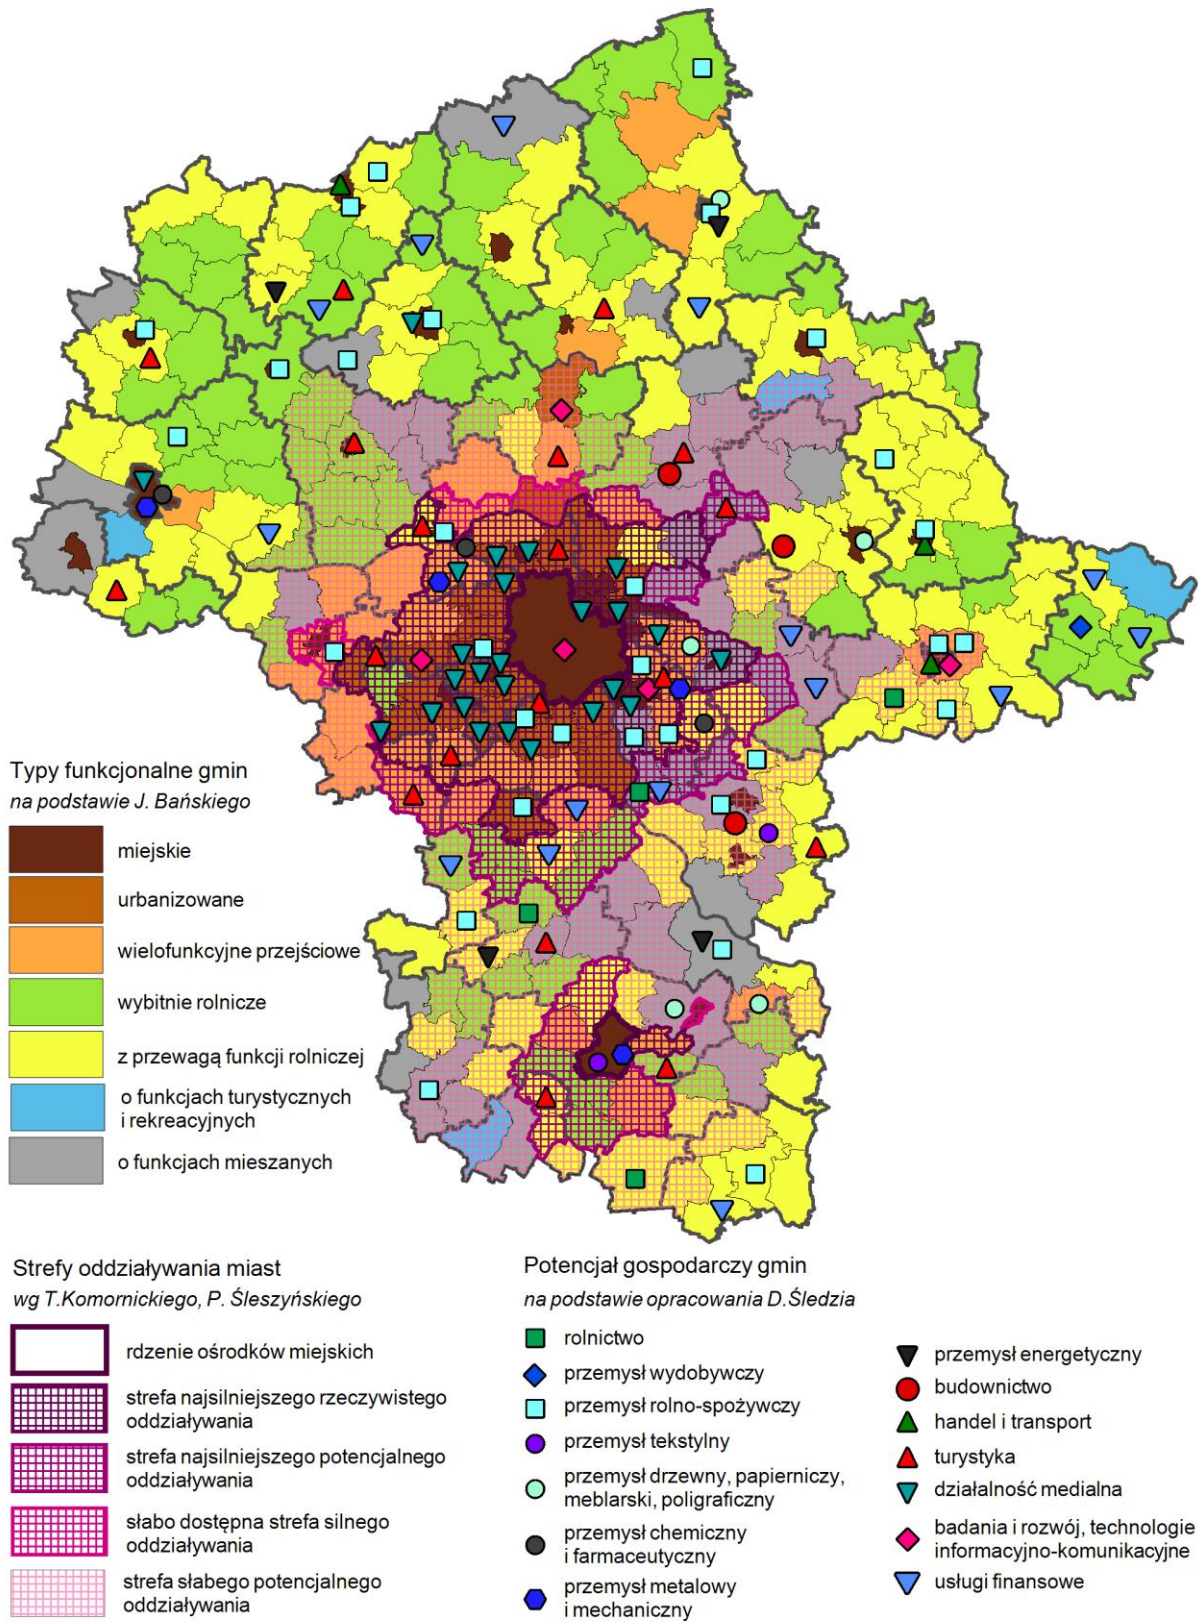 Typy funkcjonalne gmin
na podstawie J. Bańskiego
miejskie
urbanizowane
wielofunkcyjne przejściowe
wybitnie rolnicze
z przewagą funkcji rolniczej
o funkcjach turystycznych
i rekreacyjnych
o funkcjach mieszanych
Strefy oddziaływania miast
wg T.Komornickiego, P. Śleszyńskiego
rdzenie ośrodków miejskich
strefa najsilniejszego rzeczywistego
oddziaływania
strefa najsilniejszego potencjalnego
oddziaływania
słabo dostępna strefa silnego
oddziaływania
strefa słabego potencjalnego
oddziaływania
Potencjał gospodarczy gmin
na podstawie opracowania D.Śledzia
rolnictwo
przemysł wydobywczy
przemysł rolno-spożywczy
przemysł tekstylny
przemysł drzewny, papierniczy,
meblarski, poligraficzny
przemysł chemiczny
i farmaceutyczny
przemysł metalowy
i mechaniczny
przemysł energetyczny
budownictwo
handel i transport
turystyka
działalność medialna
badania i rozwój, technologie
informacyjno-komunikacyjne
usługi finansowe